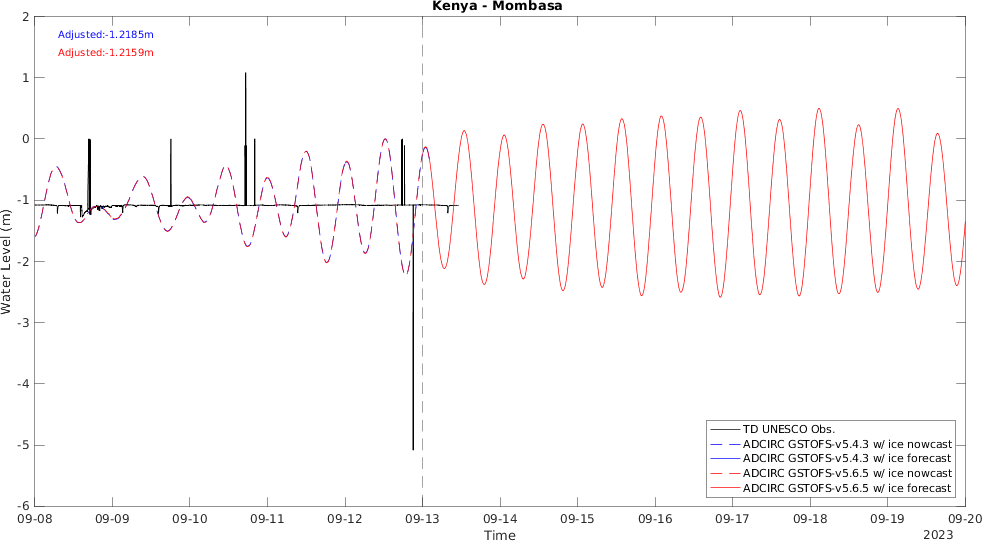 Kenya - Mombasa
Adjusted:-1.2185m
Adjusted:-1.2159m
2
1
0
-1
-2
-3
-4
-5
-6
Water Level (m)
TD UNESCO Obs.
ADCIRC GSTOFS-v5.4.3 w/ ice nowcast
ADCIRC GSTOFS-v5.4.3 w/ ice forecast
ADCIRC GSTOFS-v5.6.5 w/ ice nowcast
ADCIRC GSTOFS-v5.6.5 w/ ice forecast
09-08 09-09 09-10 09-11 09-12 09-13 09-14 09-15 09-16 09-17 09-18 09-19 09-20
Time
2023